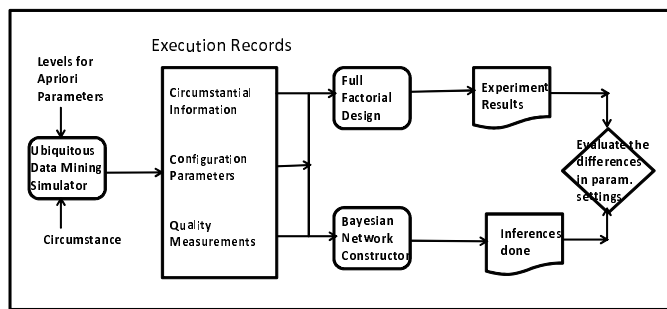 Execution Records
Levels for
Apriori
Parameters
Ubiquitous
Data Mining
Simulator
Circumstance
Circumstantial
Information
Configuration
Parameters
Quality
Measurements
Full
Factorial
Design
Bayesian
Network
Constructor
Experiment
Results
Inferences
done
Evaluate the
differences
in param.
settings